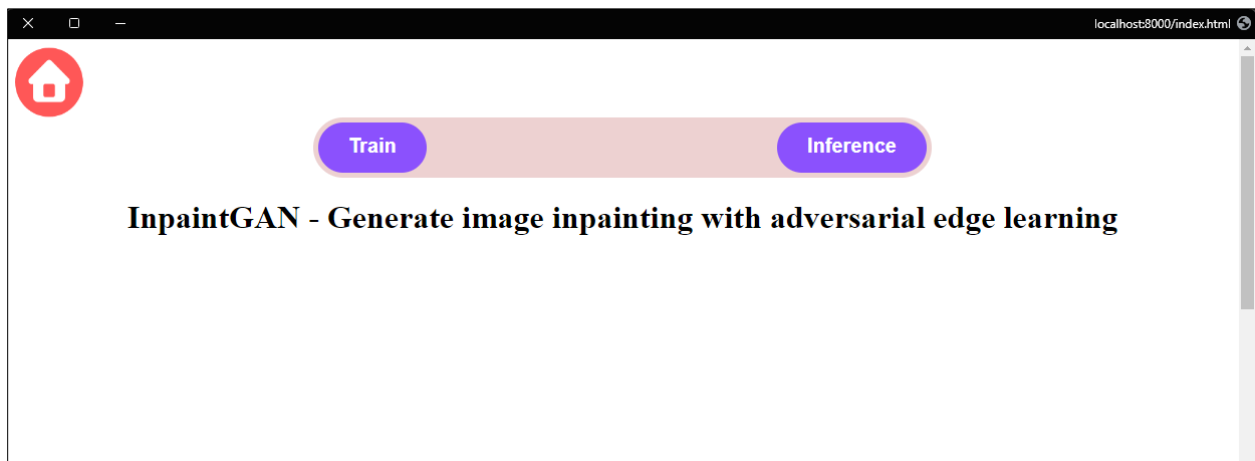 localhost:8000/index.html
Train
Inference
InpaintGAN - Generate image inpainting with adversarial edge learning